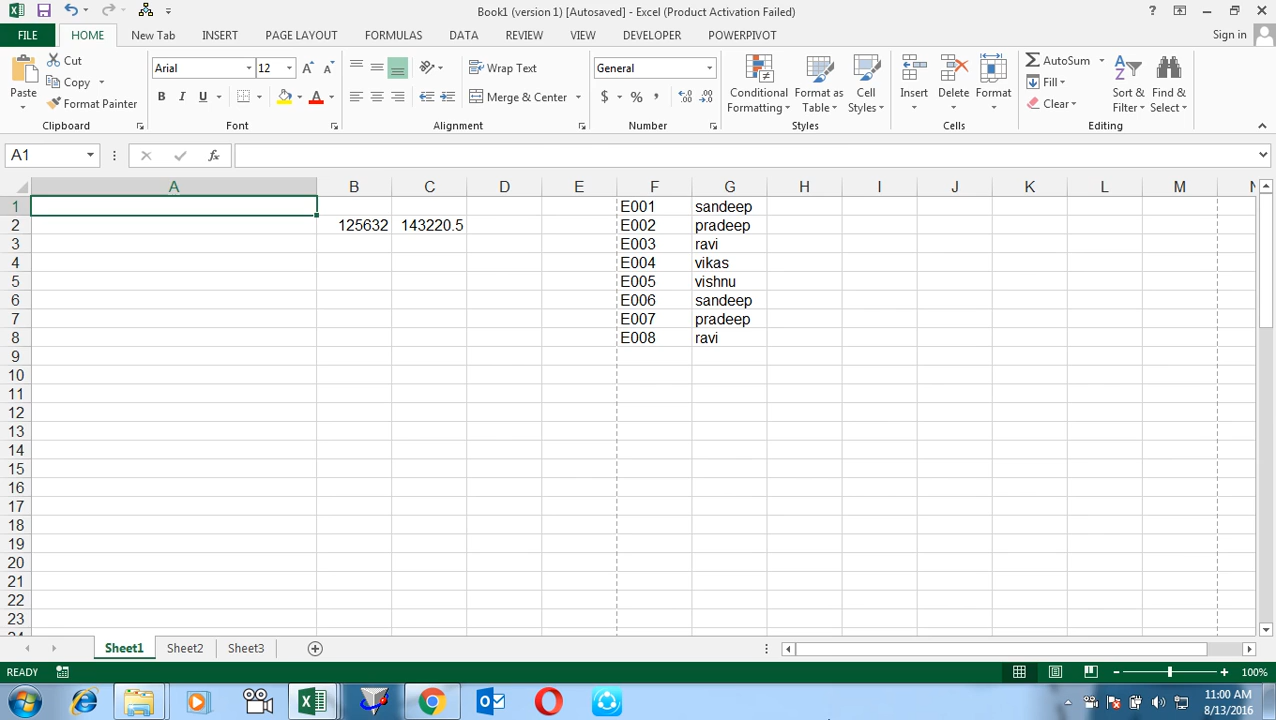 Book1 (version 1) [Autosaved] - Excel (Product Activation Failed)
?
FILE HOME New Tab INSERT PAGE LAYOUT FORMULAS DATA REVIEW VIEW DEVELOPER POWERPIVOT Sign in
Paste
Cut
Copy
Format Painter
Clipboard
Arial 12
B I U A
Font
Wrap Text
Merge & Center
Alignment
General
$ % ,
Number
Conditional Formatting
Format as Table
Cell Styles
Styles
Insert Delete Format
Cells
AutoSum
Fill
Clear
Sort & Filter
Find & Select
Editing
A1 fx
A B C D E F G H I J K L M N
1 E001 sandeep
2 125632 143220.5 E002 pradeep
3 E003 ravi
4 E004 vikas
5 E005 vishnu
6 E006 sandeep
7 E007 pradeep
8 E008 ravi
9
10
11
12
13
14
15
16
17
18
19
20
21
22
23
24
Sheet1 Sheet2 Sheet3
READY 100%
11:00 AM
8/13/2016